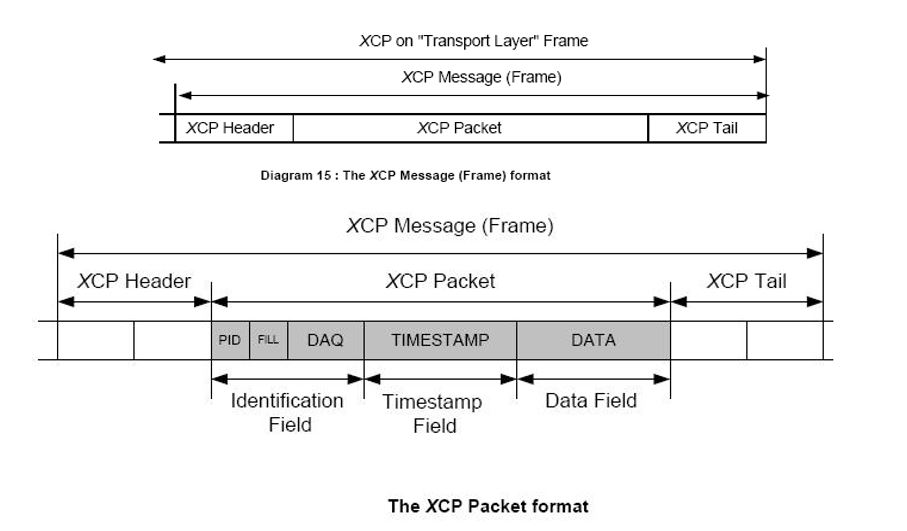 XCP on "Transport Layer" Frame
XCP Message (Frame)
XCP Header XCP Packet XCP Tail
Diagram 15 : The XCP Message (Frame) format
XCP Message (Frame)
XCP Header XCP Packet XCP Tail
PID FILL DAQ TIMESTAMP DATA
Identification Field
Timestamp Field
Data Field
The XCP Packet format